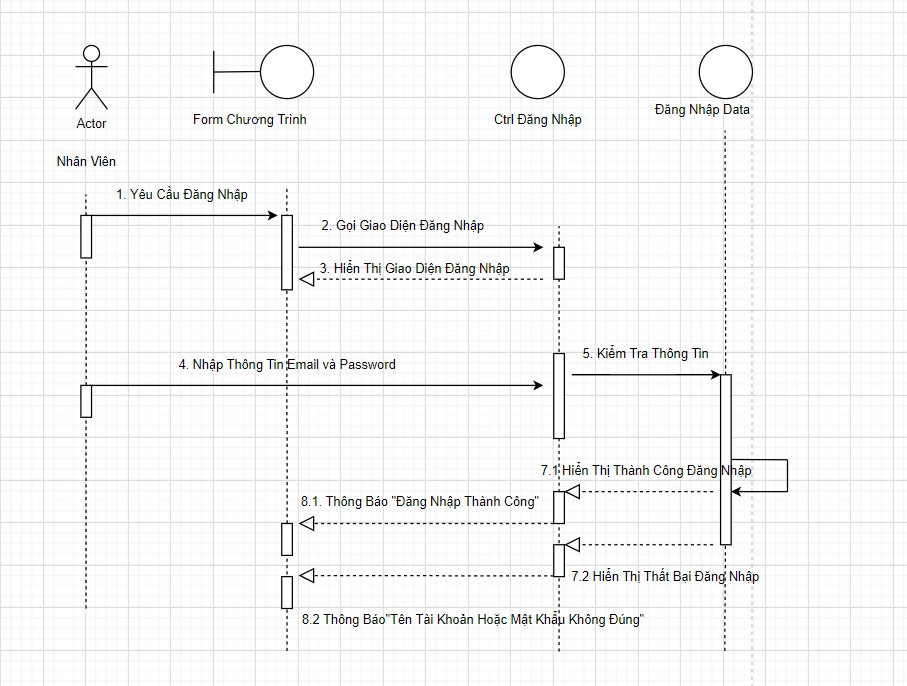 Actor
Form Chương Trình
Ctrl Đăng Nhập
Đăng Nhập Data
Nhân Viên
1. Yêu Cầu Đăng Nhập
2. Gọi Giao Diện Đăng Nhập
3. Hiển Thị Giao Diện Đăng Nhập
5. Kiểm Tra Thông Tin
4. Nhập Thông Tin Email và Password
7.1 Hiển Thị Thành Công Đăng Nhập
8.1. Thông Báo "Đăng Nhập Thành Công"
7.2 Hiển Thị Thất Bại Đăng Nhập
8.2 Thông Báo"Tên Tài Khoản Hoặc Mật Khẩu Không Đúng"